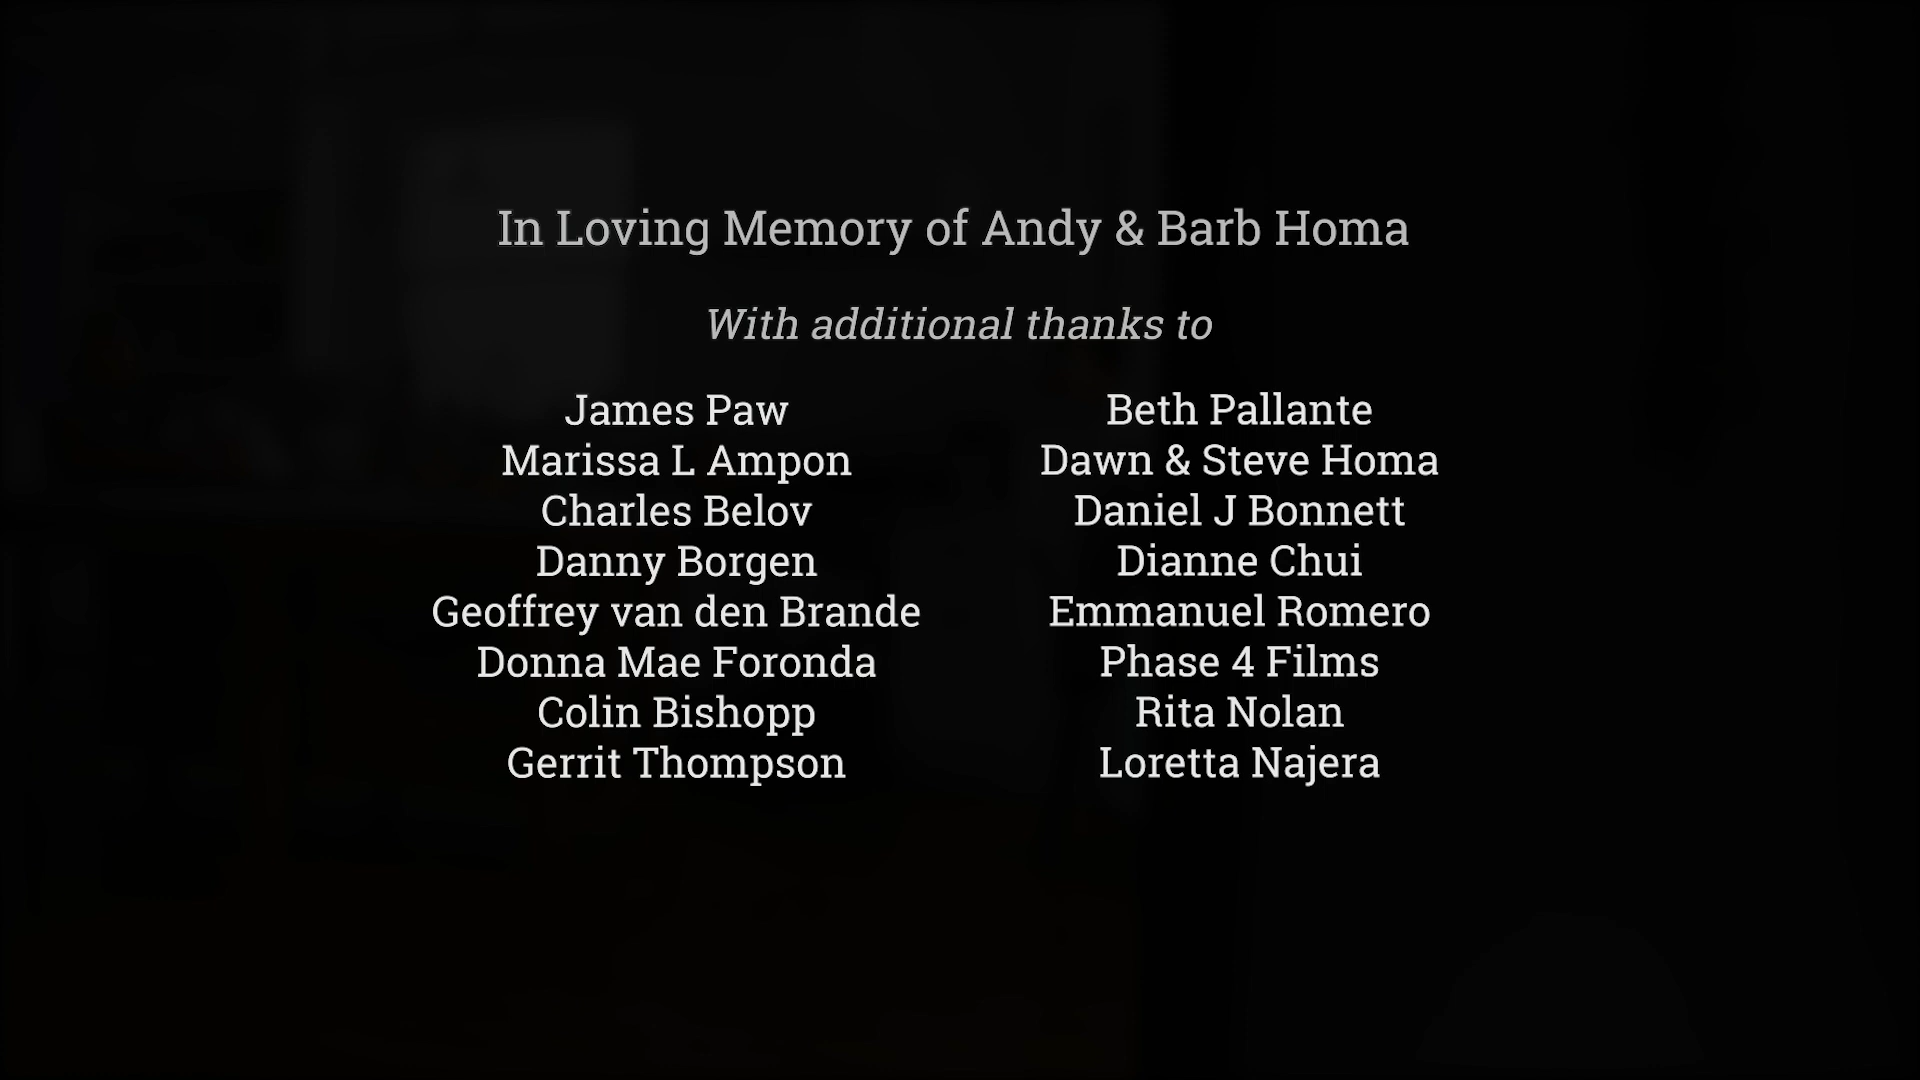 In Loving Memory of Andy & Barb Homa
With additional thanks to
James Paw
Marissa L Ampon
Charles Belov
Danny Borgen
Geoffrey van den Brande
Donna Mae Foronda
Colin Bishopp
Gerrit Thompson
Beth Pallante
Dawn & Steve Homa
Daniel J Bonnett
Dianne Chui
Emmanuel Romero
Phase 4 Films
Rita Nolan
Loretta Najera